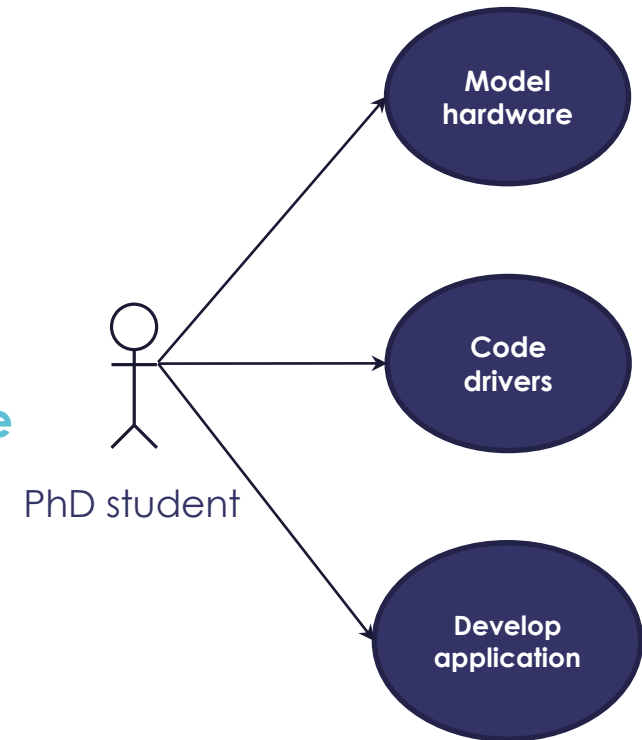 Model
hardware
Code
drivers
e
PhD student
Develop
application